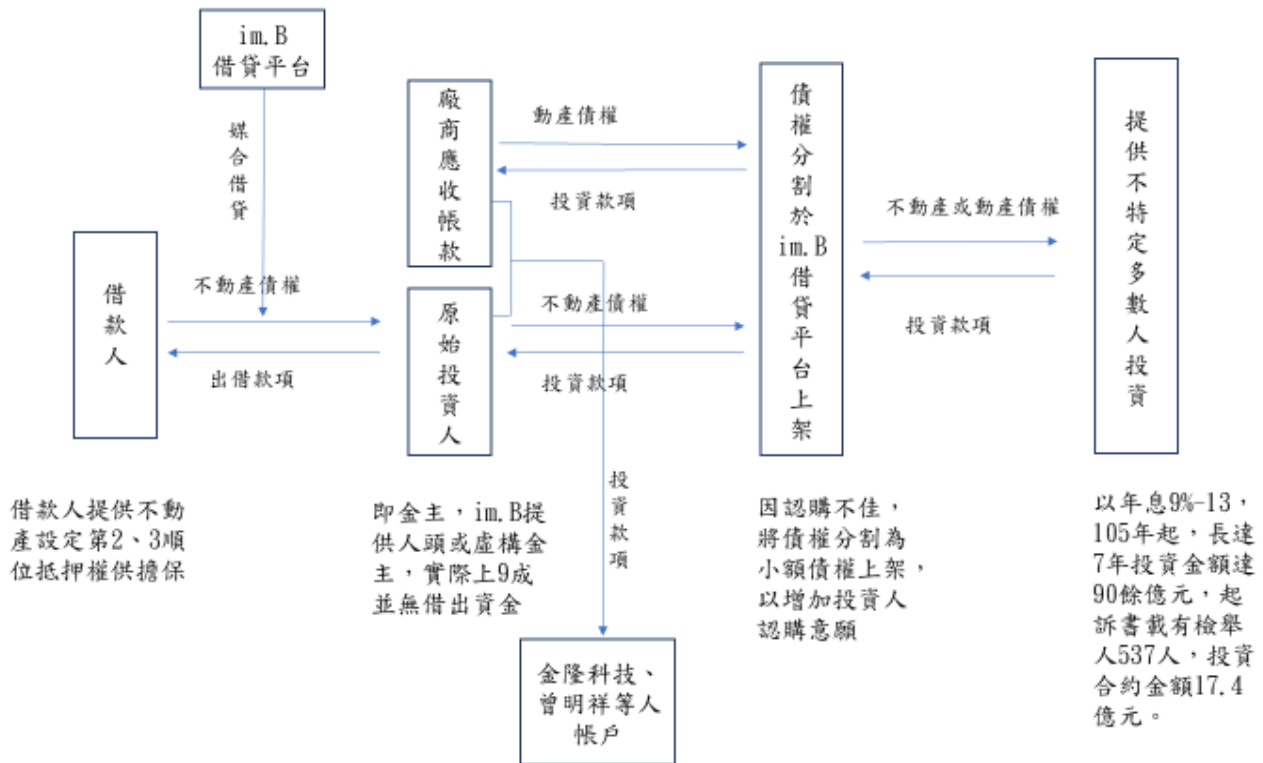 im.B
借貸平台
媒合借貸
借款人
不動產債權
出借款項
廠商應收帳款
原始投資人
動產債權
投資款項
不動產債權
投資款項
債權分割於im.B借貸平台上架
不動產或動產債權
投資款項
提供不特定多數人投資
投資款項
借款人提供不動
產設定第2、3順
位抵押權供擔保
即金主，im.B提
供人頭或虛構金
主，實際上9成
並無借出資金
因認購不佳，
將債權分割為
小額債權上架，
以增加投資人
認購意願
以年息9%-13，
105年起，長達
7年投資金額達
90餘億元，起
訴書載有檢舉
人537人，投資
合約金額17.4
億元。
金隆科技、
曾明祥等人
帳戶